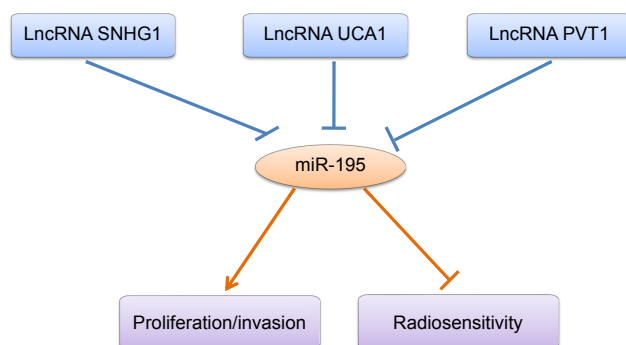 LncRNA SNHG1
LncRNA UCA1
LncRNA PVT1
miR-195
Proliferation/invasion
Radiosensitivity